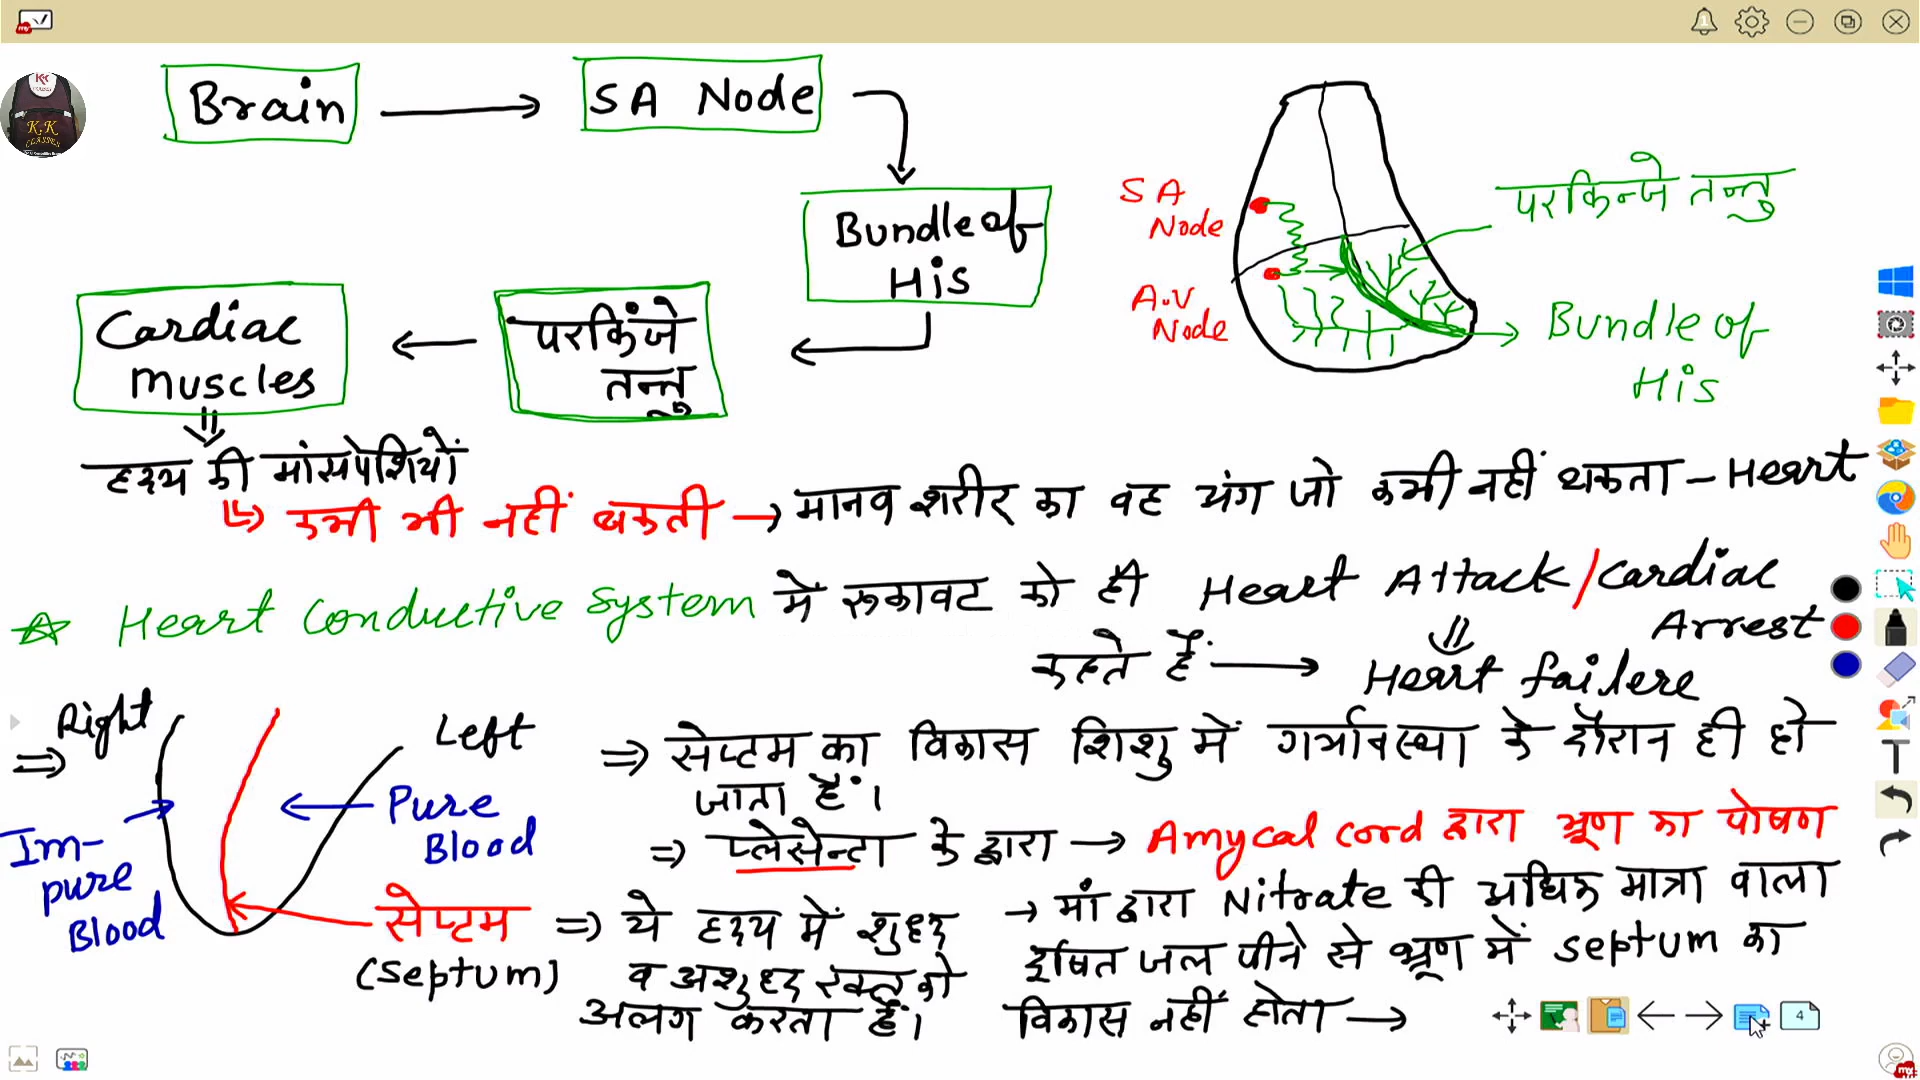 Brain
SA Node
Bundle of
His
परकिंजे
तन्तु
Cardiac
muscles
हृदय की मांसपेशियों
कभी भी नहीं थकती → मानव शरीर का वह अंग जो कभी नहीं थकता - Heart
SA
Node
A.V
Node
परकिन्जे तन्तु
Bundle of
His
Heart Conductive System में रूकावट को ही Heart Attack/Cardiac
Arrest
कहते हैं → Heart failere
⇒ Right
Left
Pure
Blood
Im-
pure
Blood
सेप्टम
(Septum)
⇒ ये हृदय में शुद्ध
व अशुद्ध रक्त को
अलग करता हैं।
⇒ सेप्टम का विकास शिशु में गर्भावस्था के दौरान ही हो
जाता हैं।
⇒ प्लेसेन्टा के द्वारा → Amycal cord द्वारा भ्रूण का पोषण
→ माँ द्वारा Nitrate की अधिक मात्रा वाला
दूषित जल पीने से भ्रूण में Septum का
विकास नहीं होता →
K.K
CLASSES
4